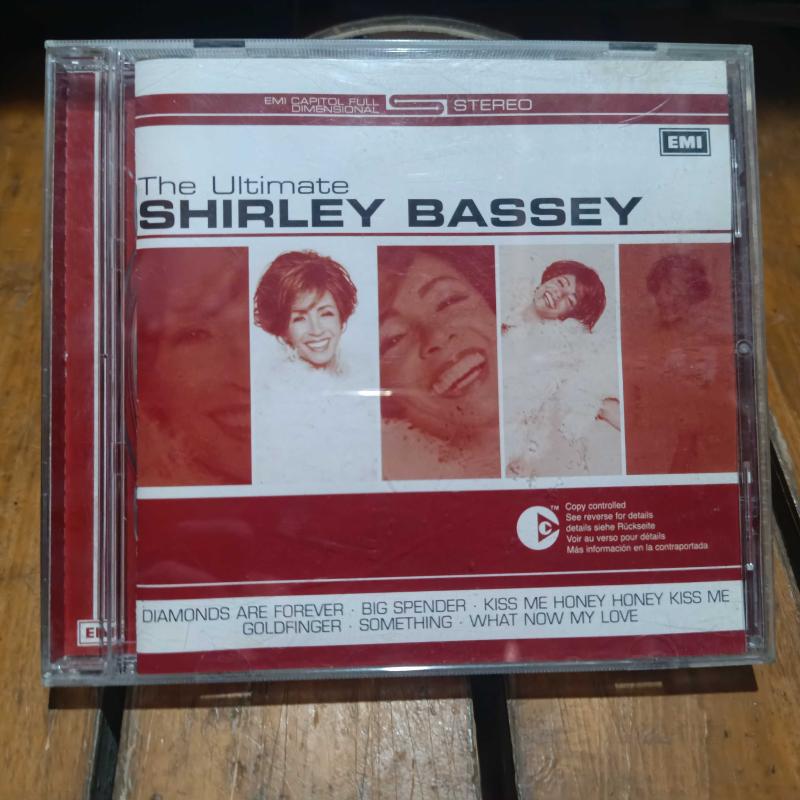 EMI CAPITOL FULL
DIMENSIONAL
STEREO
EMI
The Ultimate
SHIRLEY BASSEY
™
Copy controlled
See reverse for details
details siehe Rückseite
Voir au verso pour détails
Más información en la contraportada
DIAMONDS ARE FOREVER · BIG SPENDER · KISS ME HONEY HONEY KISS ME
GOLDFINGER · SOMETHING · WHAT NOW MY LOVE